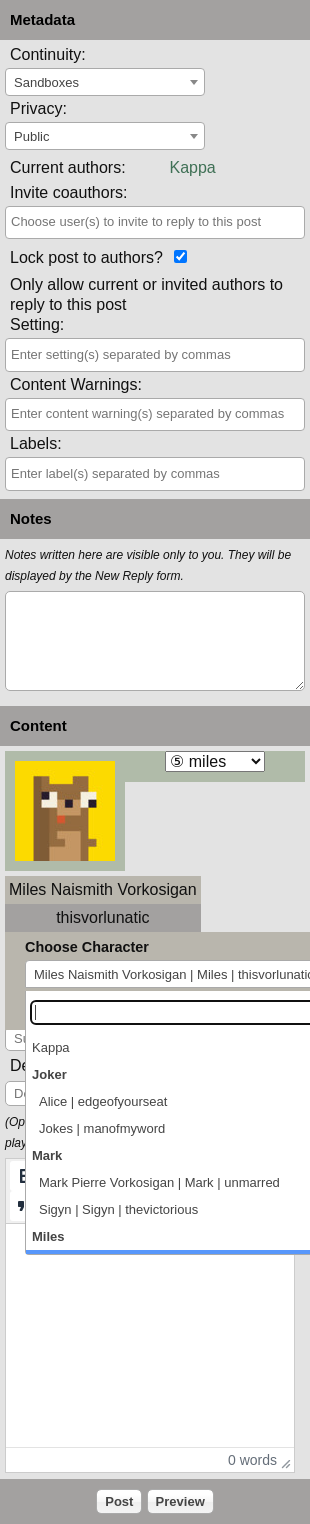 Metadata
Continuity:
Sandboxes
Privacy:
Public
Current authors: Kappa
Invite coauthors:
Choose user(s) to invite to reply to this post
Lock post to authors?
Only allow current or invited authors to
reply to this post
Setting:
Enter setting(s) separated by commas
Content Warnings:
Enter content warning(s) separated by commas
Labels:
Enter label(s) separated by commas
Notes
Notes written here are visible only to you. They will be
displayed by the New Reply form.
Content
⑤ miles
Miles Naismith Vorkosigan
thisvorlunatic
Choose Character
Miles Naismith Vorkosigan | Miles | thisvorlunatic
Kappa
Joker
Alice | edgeofyourseat
Jokes | manofmyword
Mark
Mark Pierre Vorkosigan | Mark | unmarred
Sigyn | Sigyn | thevictorious
Miles
0 words
Post Preview